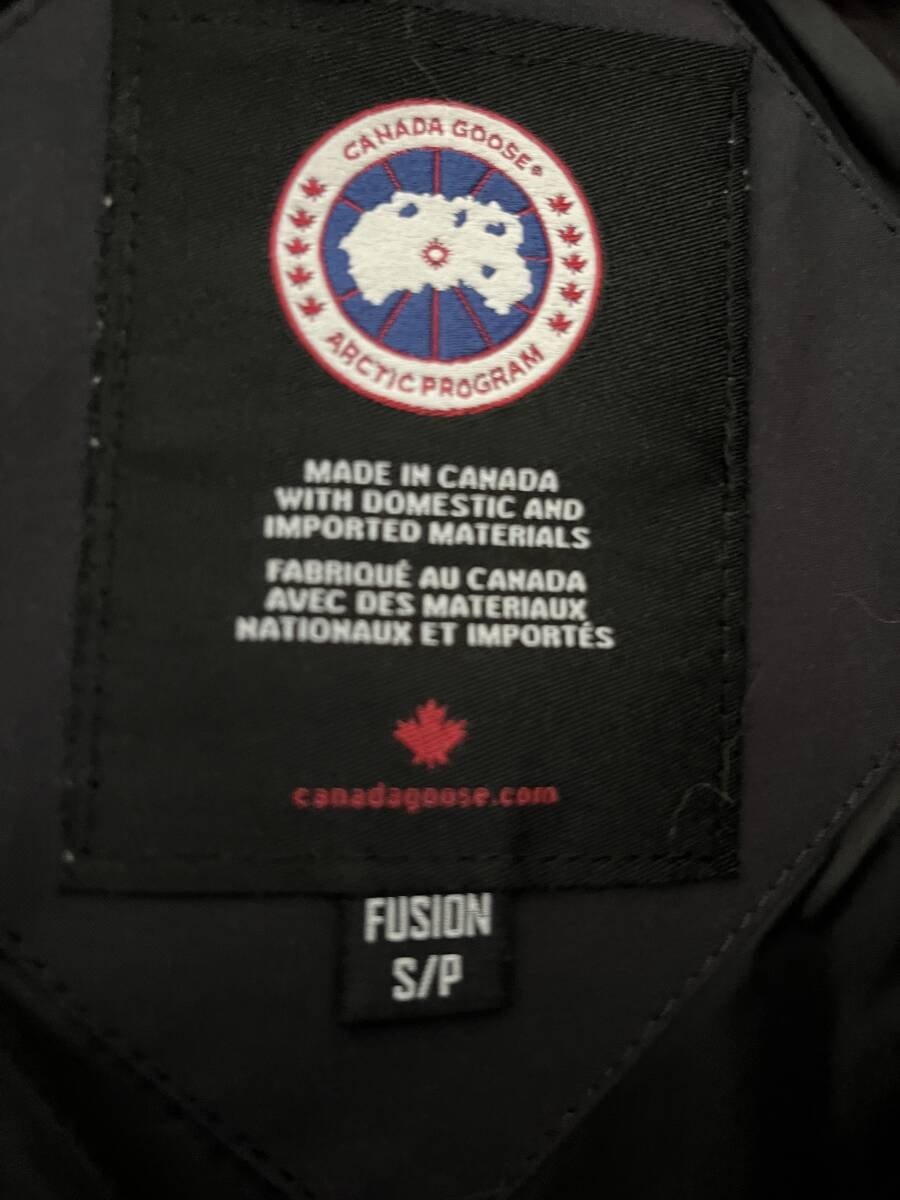 CANADA GOOSE®
ARCTIC PROGRAM
MADE IN CANADA
WITH DOMESTIC AND
IMPORTED MATERIALS
FABRIQUÉ AU CANADA
AVEC DES MATERIAUX
NATIONAUX ET IMPORTÉS
canadagoose.com
FUSION
S/P